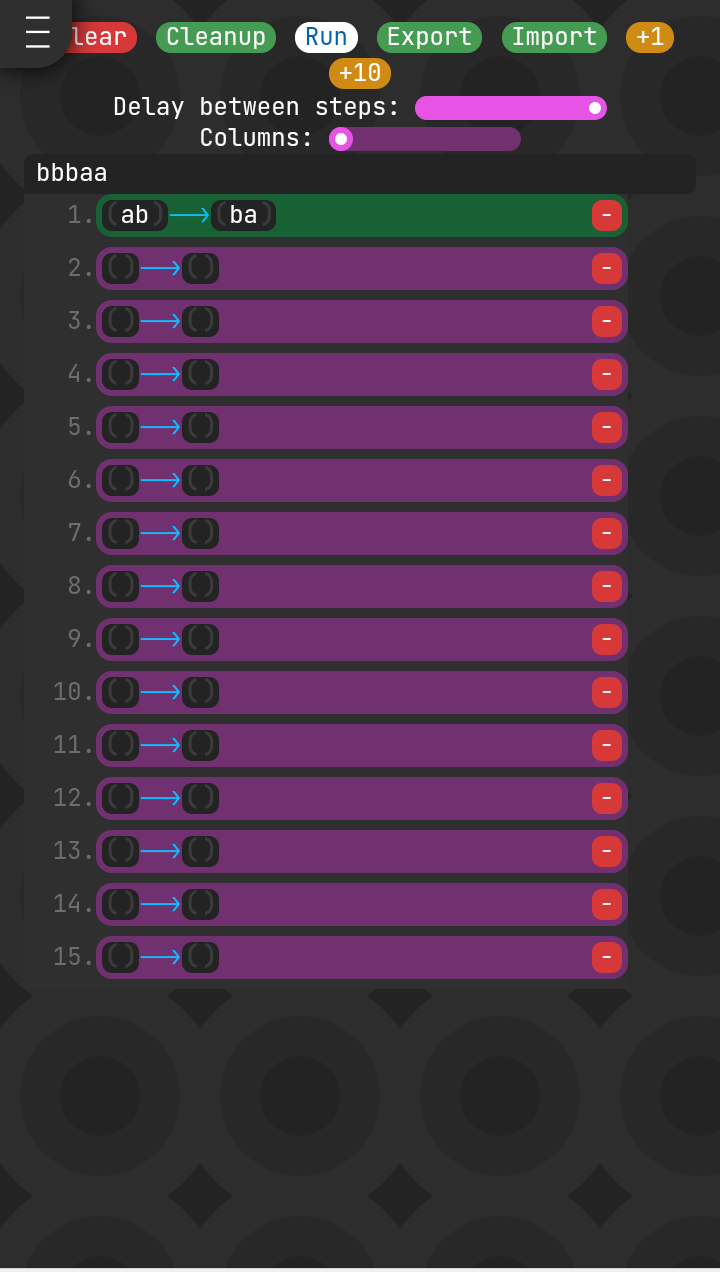 lear Cleanup Run Export Import +1
+10
Delay between steps:
Columns:
bbbaa
1. (ab)⟶(ba) -
2. ()⟶() -
3. ()⟶() -
4. ()⟶() -
5. ()⟶() -
6. ()⟶() -
7. ()⟶() -
8. ()⟶() -
9. ()⟶() -
10. ()⟶() -
11. ()⟶() -
12. ()⟶() -
13. ()⟶() -
14. ()⟶() -
15. ()⟶() -